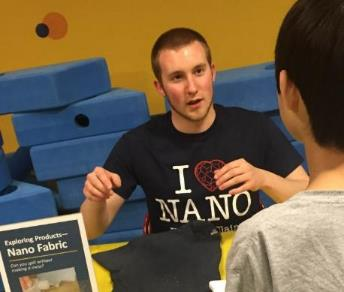 I
NANO
Exploring Products—
Nano Fabric
Can you spill without
making a mess?